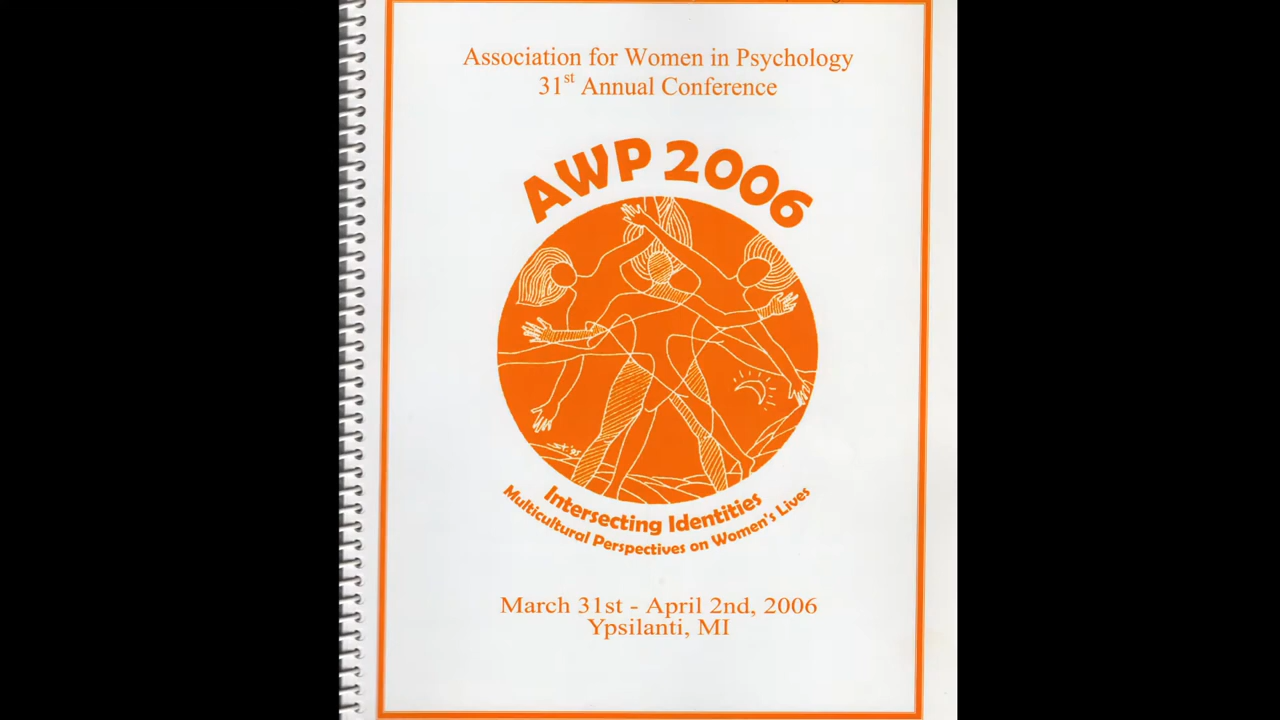 Association for Women in Psychology
31st Annual Conference
AWP 2006
Intersecting Identities
Multicultural Perspectives on Women's Lives
March 31st - April 2nd, 2006
Ypsilanti, MI